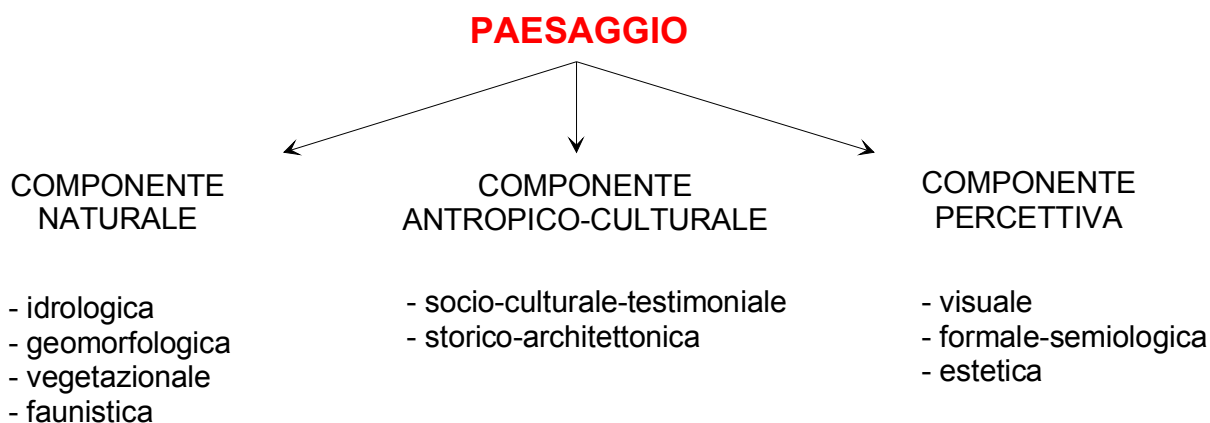 PAESAGGIO
COMPONENTE
NATURALE
- idrologica
- geomorfologica
- vegetazionale
- faunistica
COMPONENTE
ANTROPICO-CULTURALE
- socio-culturale-testimoniale
- storico-architettonica
COMPONENTE
PERCETTIVA
- visuale
- formale-semiologica
- estetica